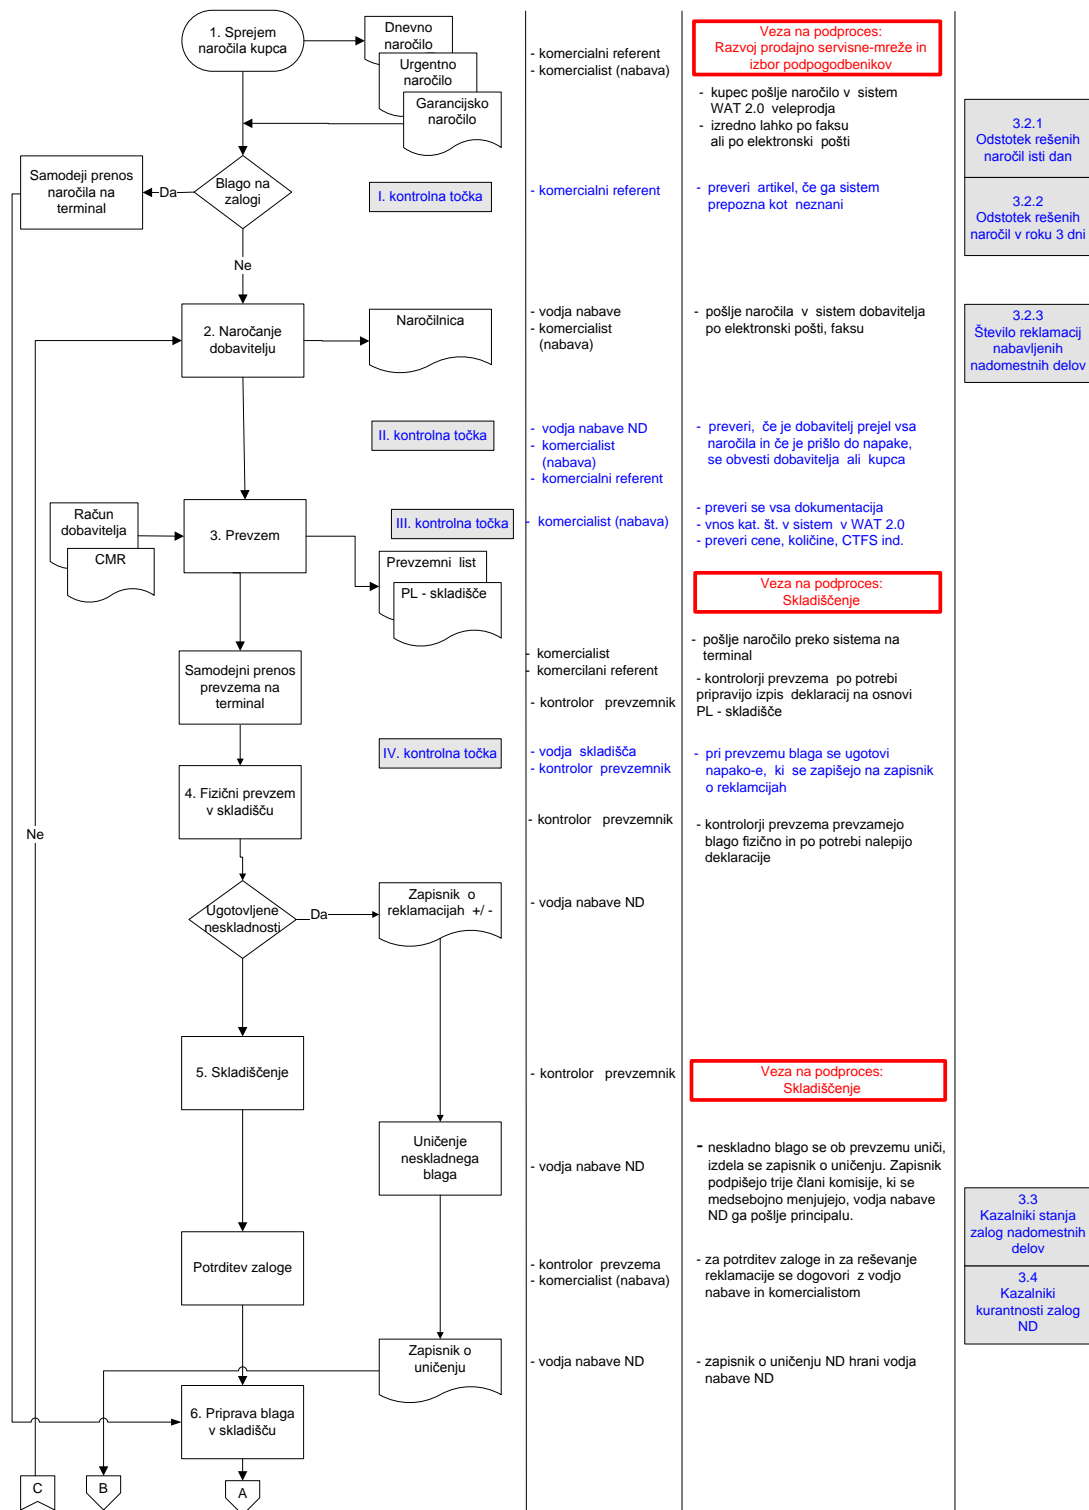 1. Sprejem
naročila kupca
Dnevno
naročilo
Urgentno
naročilo
Garancijsko
naročilo
- komercialni referent
- komercialist (nabava)
Veza na podproces:
Razvoj prodajno servisne-mreže in
izbor podpogodbenikov
- kupec pošlje naročilo v sistem
WAT 2.0 veleprodja
- izredno lahko po faksu
ali po elektronski pošti
3.2.1
Odstotek rešenih
naročil isti dan
Samodeji prenos
naročila na
terminal
Da
Blago na
zalogi
I. kontrolna točka
- komercialni referent
- preveri artikel, če ga sistem
prepozna kot neznani
3.2.2
Odstotek rešenih
naročil v roku 3 dni
Ne
2. Naročanje
dobavitelju
Naročilnica
- vodja nabave
- komercialist
(nabava)
- pošlje naročila v sistem dobavitelja
po elektronski pošti, faksu
3.2.3
Število reklamacij
nabavljenih
nadomestnih delov
II. kontrolna točka
- vodja nabave ND
- komercialist
(nabava)
- komercialni referent
- preveri, če je dobavitelj prejel vsa
naročila in če je prišlo do napake,
se obvesti dobavitelja ali kupca
Račun
dobavitelja
CMR
3. Prevzem
III. kontrolna točka
- komercialist (nabava)
- preveri se vsa dokumentacija
- vnos kat. št. v sistem v WAT 2.0
- preveri cene, količine, CTFS ind.
Prevzemni list
PL - skladišče
Veza na podproces:
Skladiščenje
Samodejni prenos
prevzema na
terminal
- komercialist
- komercilani referent
- kontrolor prevzemnik
- pošlje naročilo preko sistema na
terminal
- kontrolorji prevzema po potrebi
pripravijo izpis deklaracij na osnovi
PL - skladišče
IV. kontrolna točka
- vodja skladišča
- kontrolor prevzemnik
- pri prevzemu blaga se ugotovi
napako-e, ki se zapišejo na zapisnik
o reklamcijah
4. Fizični prevzem
v skladišču
- kontrolor prevzemnik
- kontrolorji prevzema prevzamejo
blago fizično in po potrebi nalepijo
deklaracije
Ne
Ugotovljene
neskladnosti
Da
Zapisnik o
reklamacijah +/ -
- vodja nabave ND
5. Skladiščenje
- kontrolor prevzemnik
Veza na podproces:
Skladiščenje
Uničenje
neskladnega
blaga
- vodja nabave ND
- neskladno blago se ob prevzemu uniči,
izdela se zapisnik o uničenju. Zapisnik
podpišejo trije člani komisije, ki se
medsebojno menjujejo, vodja nabave
ND ga pošlje principalu.
3.3
Kazalniki stanja
zalog nadomestnih
delov
Potrditev zaloge
- kontrolor prevzema
- komercialist (nabava)
- za potrditev zaloge in za reševanje
reklamacije se dogovori z vodjo
nabave in komercialistom
3.4
Kazalniki
kurantnosti zalog
ND
Zapisnik o
uničenju
- vodja nabave ND
- zapisnik o uničenju ND hrani vodja
nabave ND
6. Priprava blaga
v skladišču
C
B
A